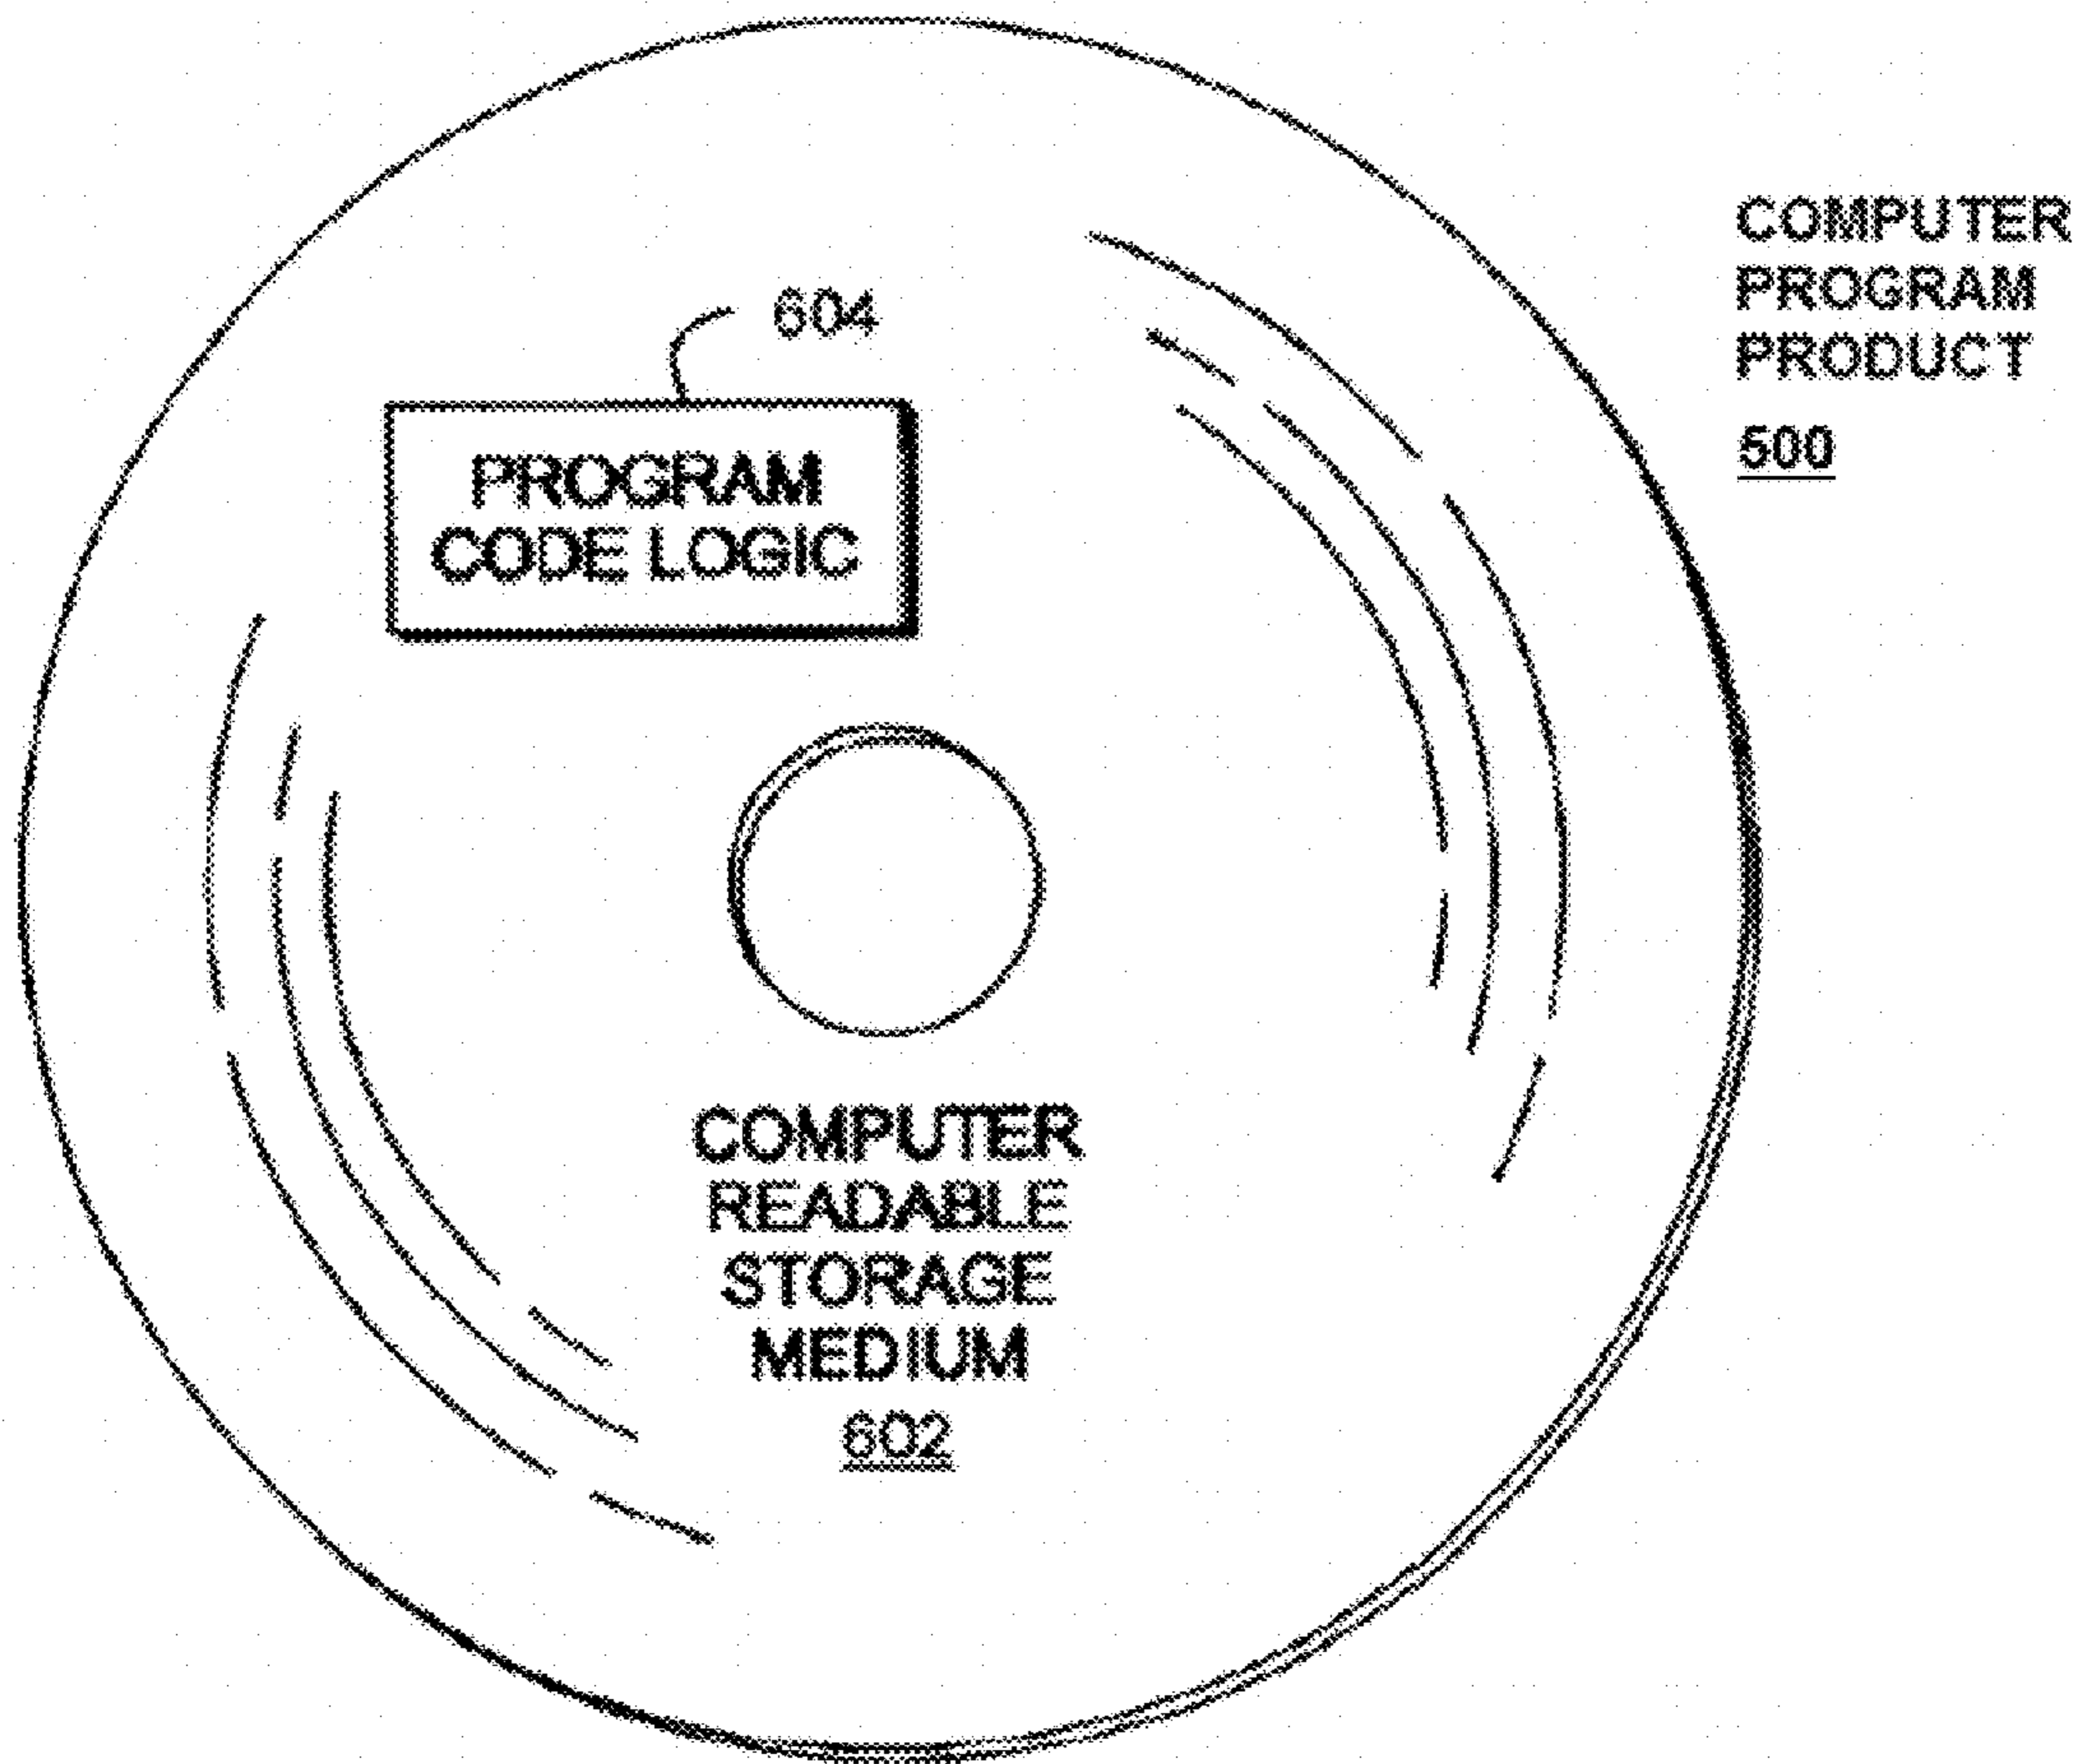 604
PROGRAM
CODE LOGIC
COMPUTER
READABLE
STORAGE
MEDIUM
602
COMPUTER
PROGRAM
PRODUCT
500